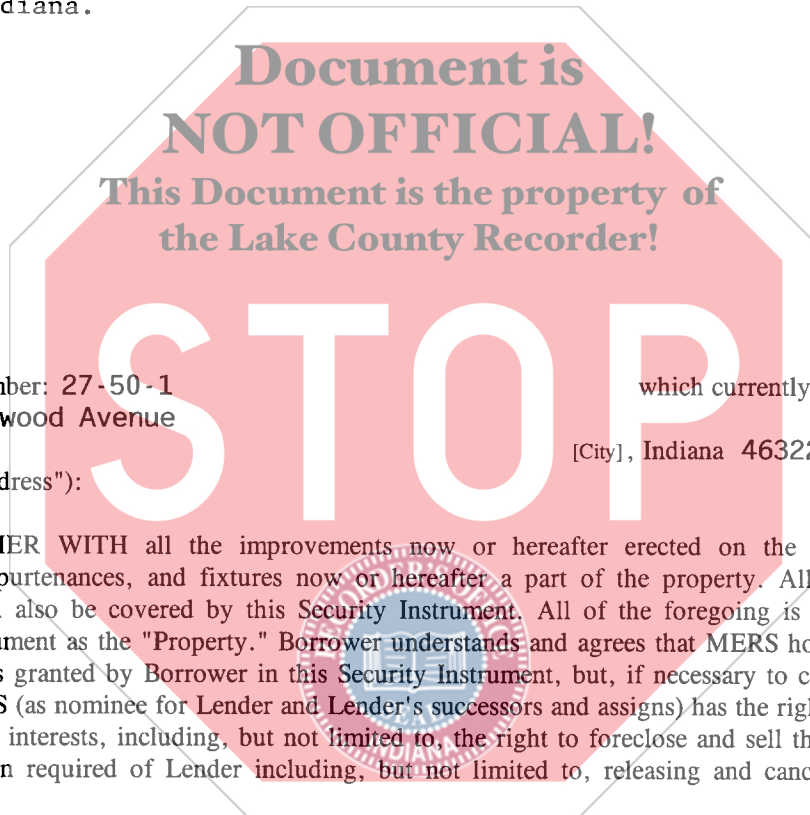 diana.
Document is
NOT OFFICIAL!
This Document is the property of
the Lake County Recorder!
STOP
mber: 27-50-1 which currently
wood Avenue
[City], Indiana 46322
dress"):
HER WITH all the improvements now or hereafter erected on the
purtenances, and fixtures now or hereafter a part of the property. All
also be covered by this Security Instrument. All of the foregoing is
ument as the "Property." Borrower understands and agrees that MERS ho
s granted by Borrower in this Security Instrument, but, if necessary to c
S (as nominee for Lender and Lender's successors and assigns) has the righ
interests, including, but not limited to, the right to foreclose and sell th
n required of Lender including, but not limited to, releasing and canc
INDIANA